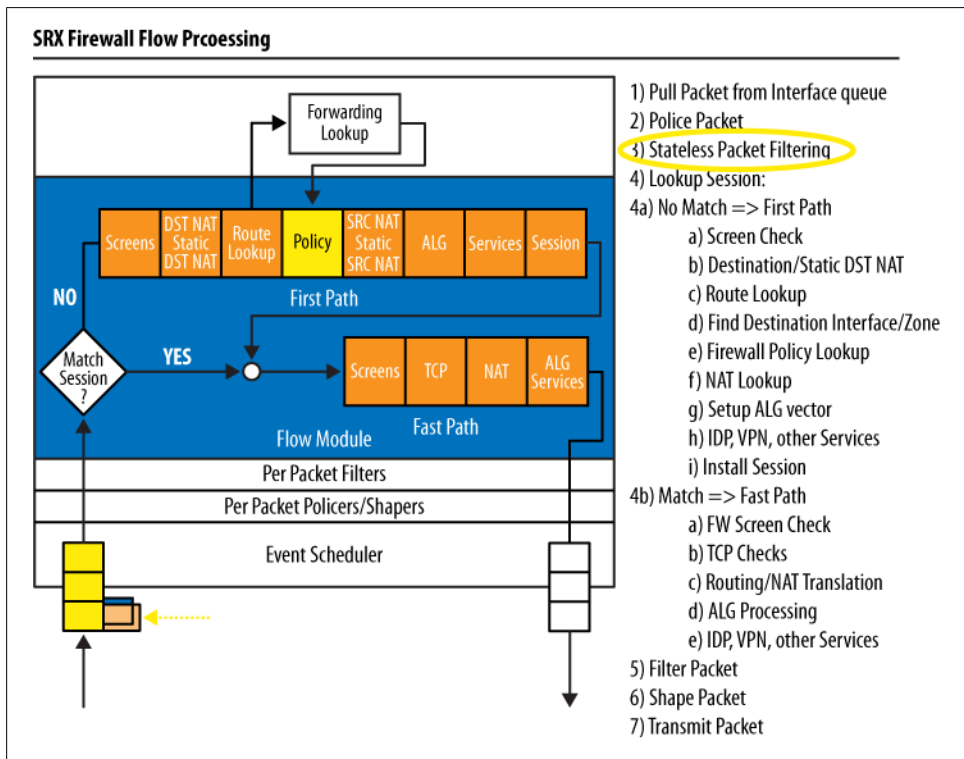 SRX Firewall Flow Prcoessing
Forwarding
Lookup
Screens
DST NAT
Static
DST NAT
Route
Lookup
Policy
SRC NAT
Static
SRC NAT
ALG
Services
Session
First Path
NO
Match
Session
?
YES
Screens
TCP
NAT
ALG
Services
Fast Path
Flow Module
Per Packet Filters
Per Packet Policers/Shapers
Event Scheduler
1) Pull Packet from Interface queue
2) Police Packet
3) Stateless Packet Filtering
4) Lookup Session:
4a) No Match => First Path
a) Screen Check
b) Destination/Static DST NAT
c) Route Lookup
d) Find Destination Interface/Zone
e) Firewall Policy Lookup
f) NAT Lookup
g) Setup ALG vector
h) IDP, VPN, other Services
i) Install Session
4b) Match => Fast Path
a) FW Screen Check
b) TCP Checks
c) Routing/NAT Translation
d) ALG Processing
e) IDP, VPN, other Services
5) Filter Packet
6) Shape Packet
7) Transmit Packet